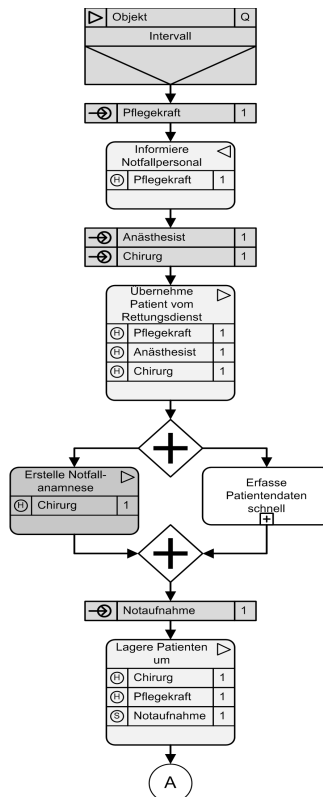 Objekt Q
Intervall
Pflegekraft 1
Informiere
Notfallpersonal
H Pflegekraft 1
Anästhesist 1
Chirurg 1
Übernehme
Patient vom
Rettungsdienst
H Pflegekraft 1
H Anästhesist 1
H Chirurg 1
Erstelle Notfall-
anamnese
H Chirurg 1
Erfasse
Patientendaten
schnell
Notaufnahme 1
Lagere Patienten
um
H Chirurg 1
H Pflegekraft 1
S Notaufnahme 1
A